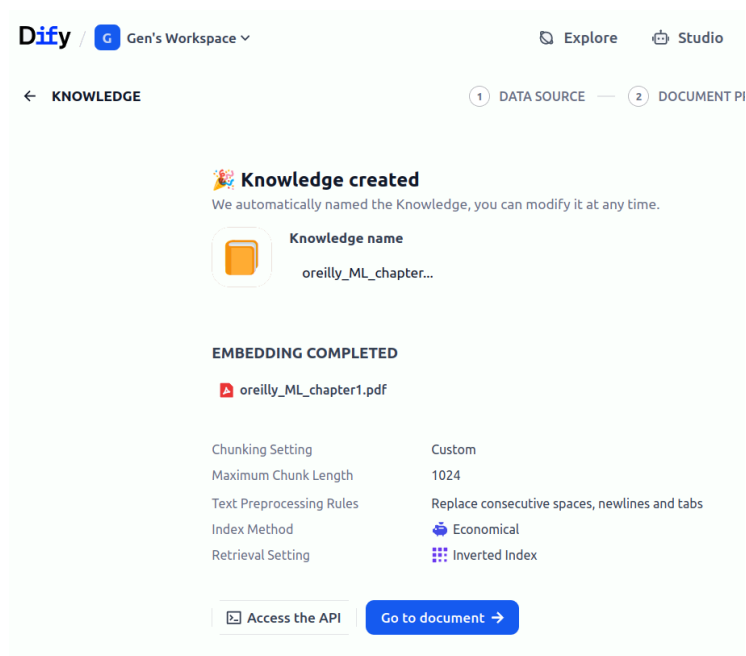 Dify / G Gen's Workspace Explore Studio
KNOWLEDGE 1 DATA SOURCE 2 DOCUMENT
🎉 Knowledge created
We automatically named the Knowledge, you can modify it at any time.
Knowledge name
oreilly_ML_chapter...
EMBEDDING COMPLETED
oreilly_ML_chapter1.pdf
Chunking Setting Custom
Maximum Chunk Length 1024
Text Preprocessing Rules Replace consecutive spaces, newlines and tabs
Index Method Economical
Retrieval Setting Inverted Index
Access the API Go to document →